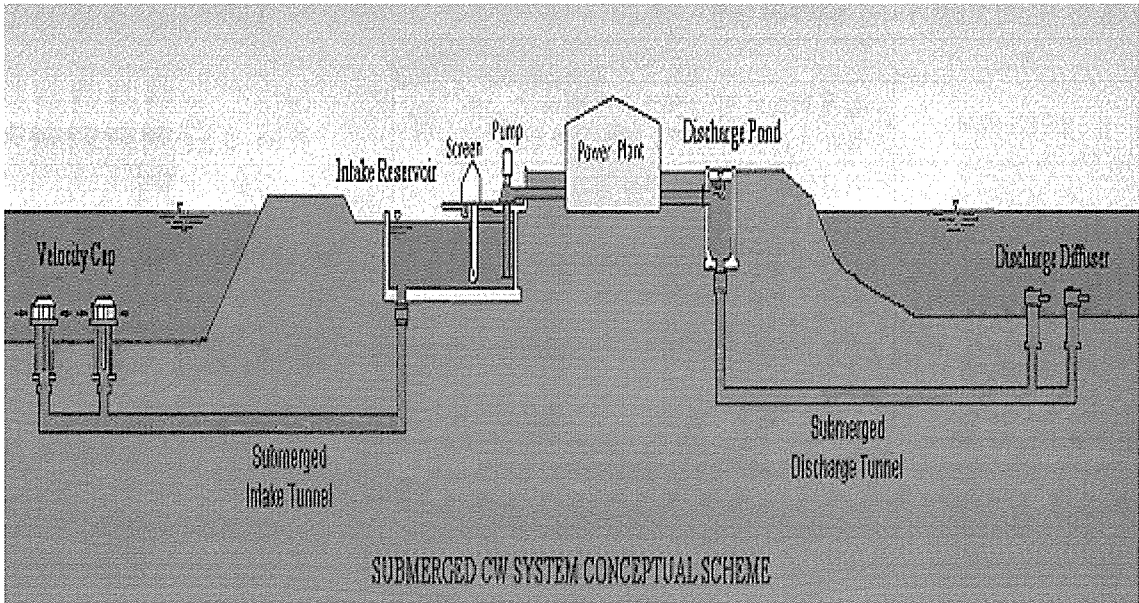 Pump
Screen
Power Plant
Discharge Pond
Intake Reservoir
Velocity Cap
Discharge Diffuser
Submerged
Intake Tunnel
Submerged
Discharge Tunnel
SUBMERGED CW SYSTEM CONCEPTUAL SCHEME